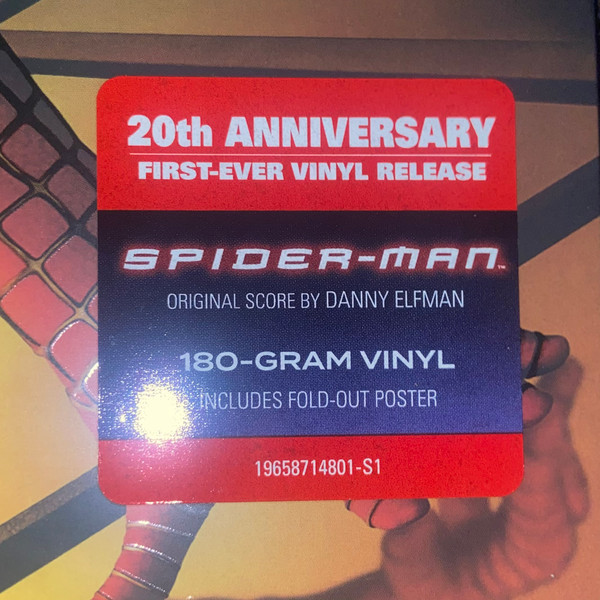 20th ANNIVERSARY
FIRST-EVER VINYL RELEASE
SPIDER-MAN™
ORIGINAL SCORE BY DANNY ELFMAN
180-GRAM VINYL
INCLUDES FOLD-OUT POSTER
19658714801-S1